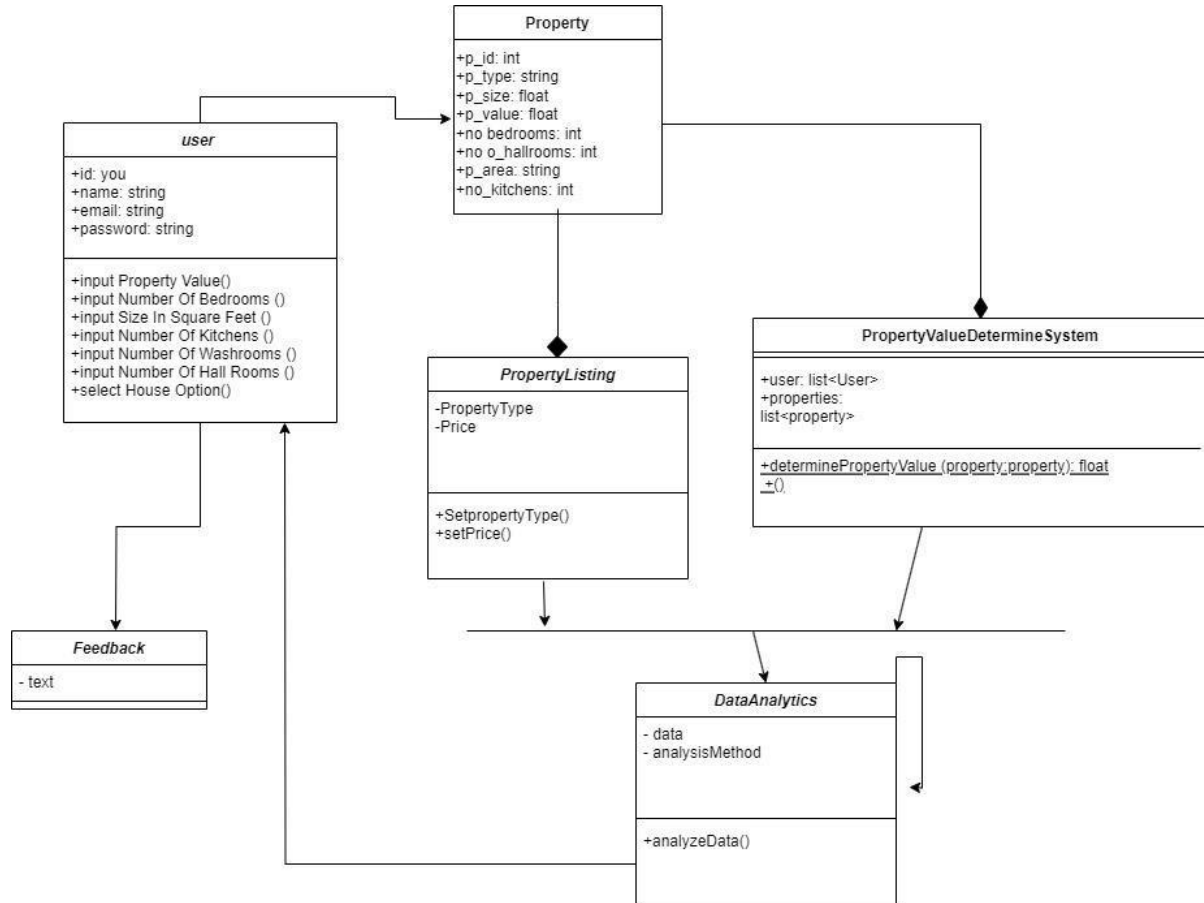 Property
+p_id: int
+p_type: string
+p_size: float
+p_value: float
+no bedrooms: int
+no o_hallrooms: int
+p_area: string
+no_kitchens: int
user
+id: you
+name: string
+email: string
+password: string
+input Property Value()
+input Number Of Bedrooms ()
+input Size In Square Feet ()
+input Number Of Kitchens ()
+input Number Of Washrooms ()
+input Number Of Hall Rooms ()
+select House Option()
PropertyListing
-PropertyType
-Price
+SetpropertyType()
+setPrice()
PropertyValueDetermineSystem
+user: list<User>
+properties:
list<property>
+determinePropertyValue (property:property): float
+()
Feedback
- text
DataAnalytics
- data
- analysisMethod
+analyzeData()